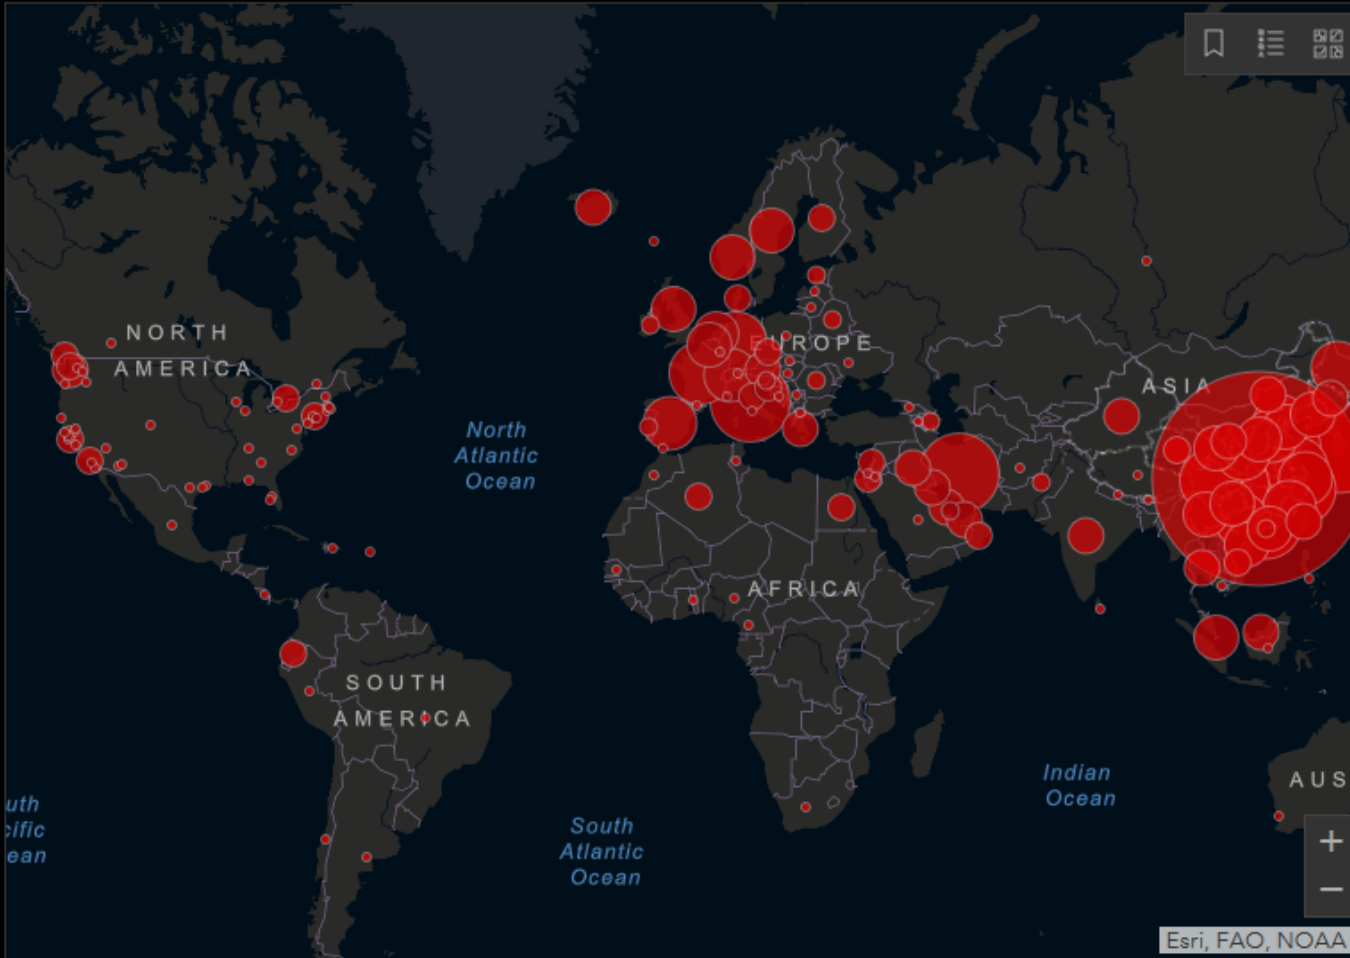 NORTH
AMERICA
EUROPE
ASIA
North
Atlantic
Ocean
AFRICA
SOUTH
AMERICA
Indian
Ocean
AUS
uth
cific
ean
South
Atlantic
Ocean
+
−
Esri, FAO, NOAA